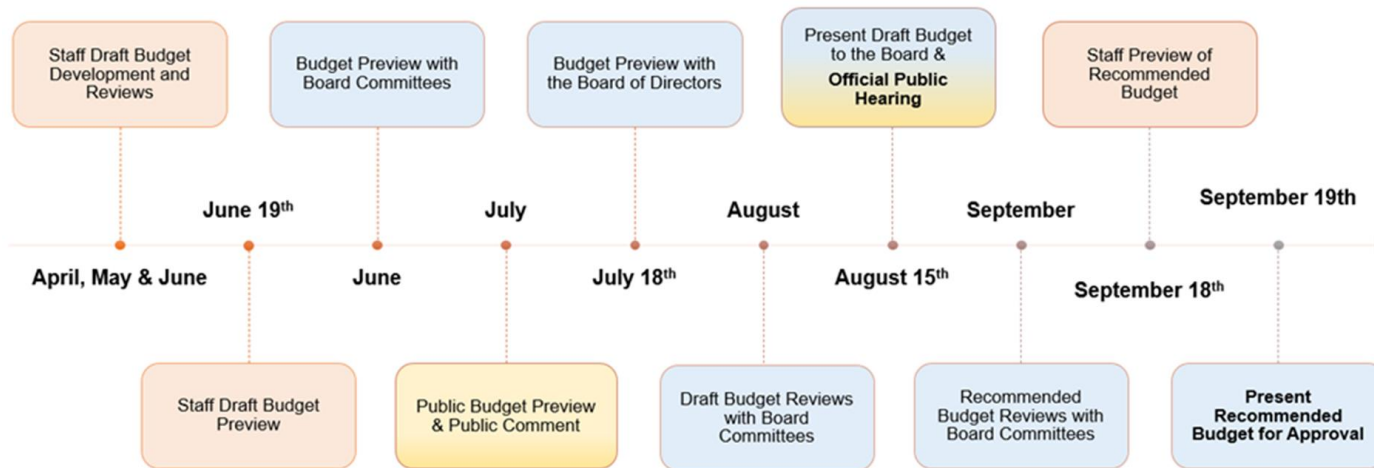 Staff Draft Budget
Development and
Reviews
Budget Preview with
Board Committees
Budget Preview with
the Board of Directors
Present Draft Budget
to the Board &
Official Public
Hearing
Staff Preview of
Recommended
Budget
June 19th
July
August
September
September 19th
April, May & June
June
July 18th
August 15th
September 18th
Staff Draft Budget
Preview
Public Budget Preview
& Public Comment
Draft Budget Reviews
with Board
Committees
Recommended
Budget Reviews with
Board Committees
Present
Recommended
Budget for Approval